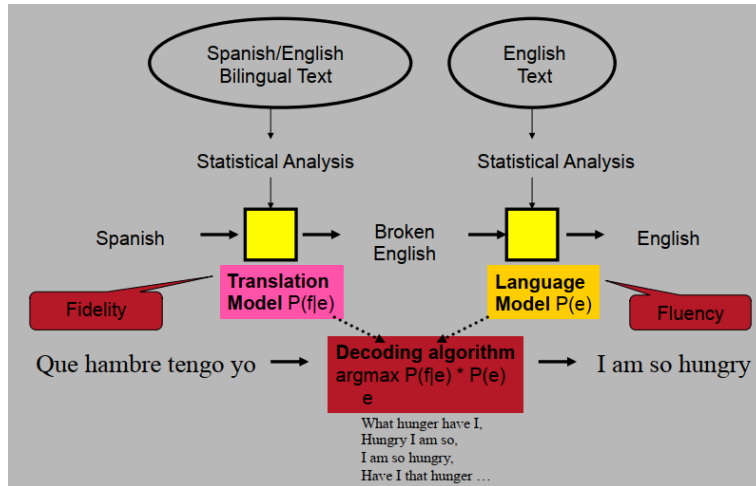 Spanish/English
Bilingual Text
English
Text
Statistical Analysis
Statistical Analysis
Spanish
Broken
English
English
Translation
Model P(f|e)
Language
Model P(e)
Fidelity
Fluency
Que hambre tengo yo
Decoding algorithm
argmax P(f|e) * P(e)
e
I am so hungry
What hunger have I,
Hungry I am so,
I am so hungry,
Have I that hunger …